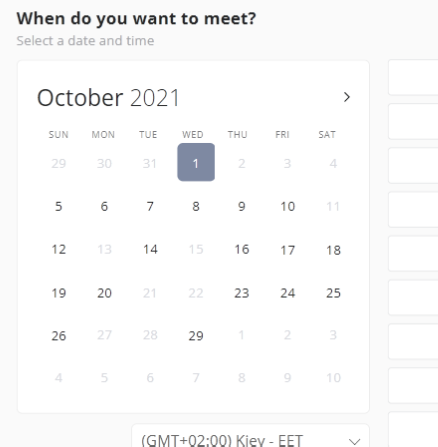 When do you want to meet?
Select a date and time
October 2021
SUN MON TUE WED THU FRI SAT
29 30 31 1 2 3 4
5 6 7 8 9 10 11
12 13 14 15 16 17 18
19 20 21 22 23 24 25
26 27 28 29 1 2 3
4 5 6 7 8 9 10
(GMT+02:00) Kiev - EET